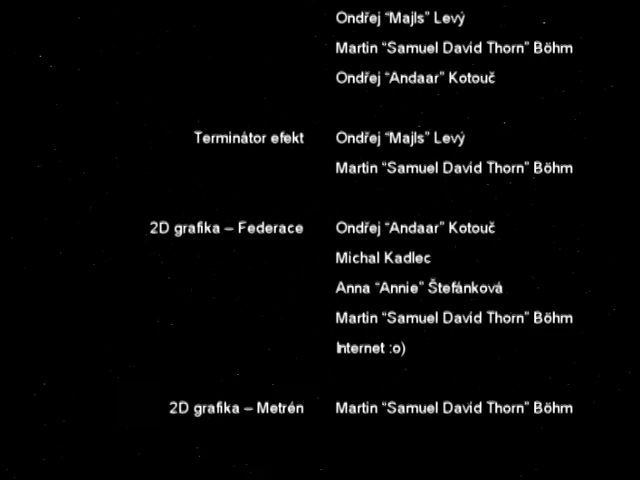 Ondřej “Majls” Levý
Martin “Samuel David Thorn” Böhm
Ondřej “Andaar” Kotouč
Terminátor efekt Ondřej “Majls” Levý
Martin “Samuel David Thorn” Böhm
2D grafika – Federace Ondřej “Andaar” Kotouč
Michal Kadlec
Anna “Annie” Štefánková
Martin “Samuel David Thorn” Böhm
Internet :o)
2D grafika – Metrén Martin “Samuel David Thorn” Böhm